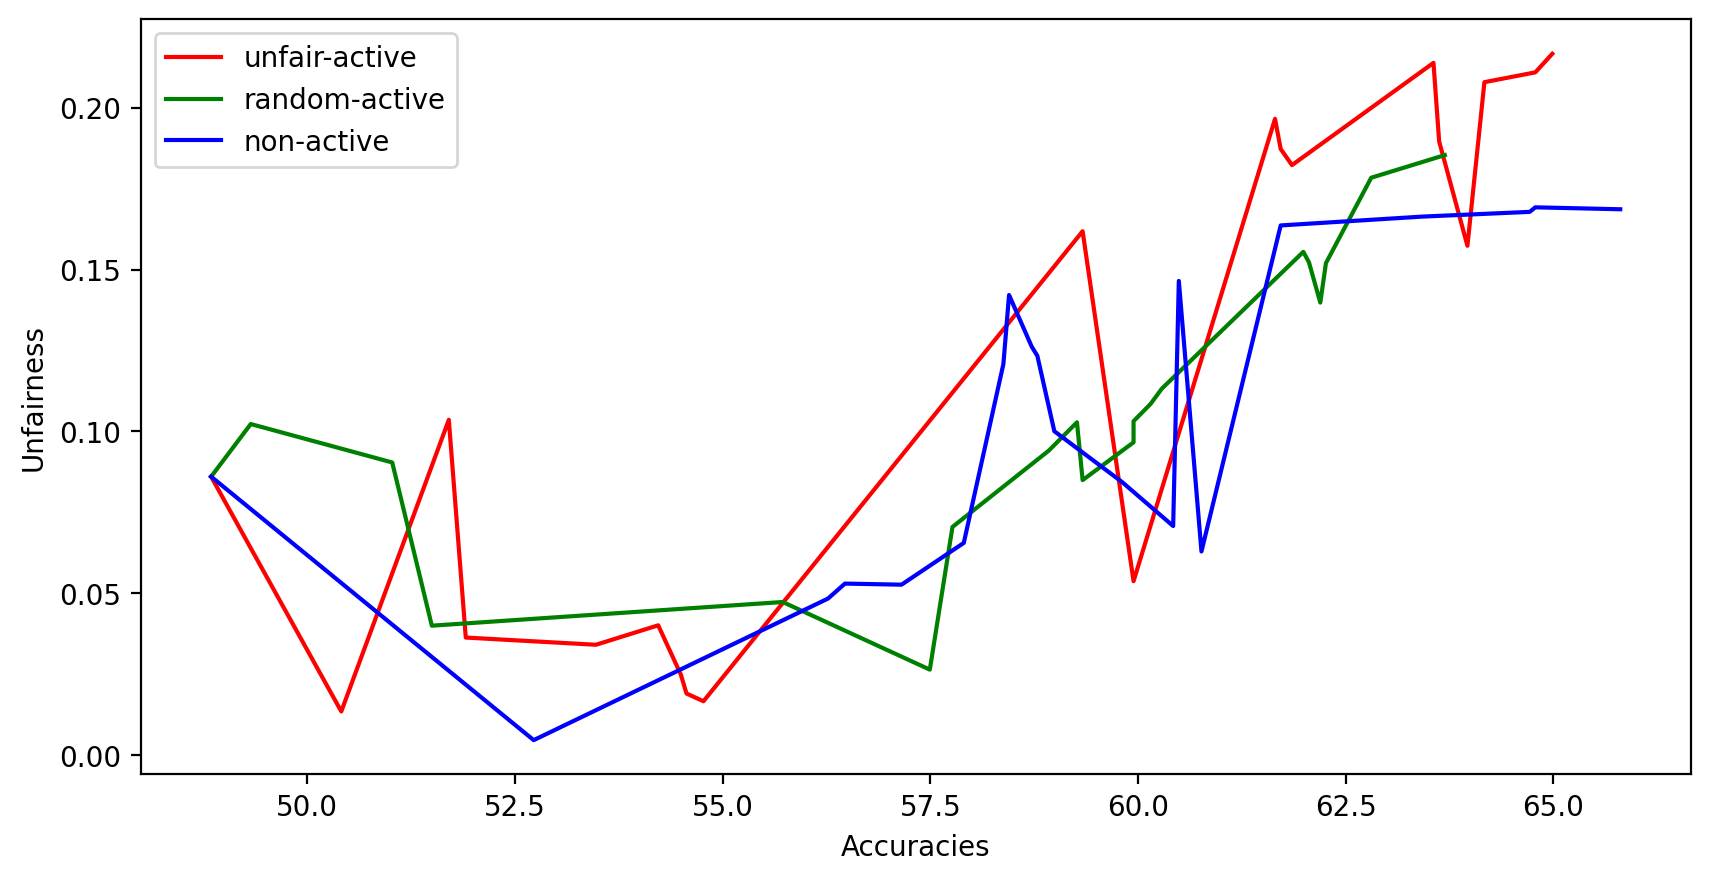 unfair-active
random-active
non-active
0.20
0.15
0.10
0.05
0.00
Unfairness
50.0 52.5 55.0 57.5 60.0 62.5 65.0
Accuracies